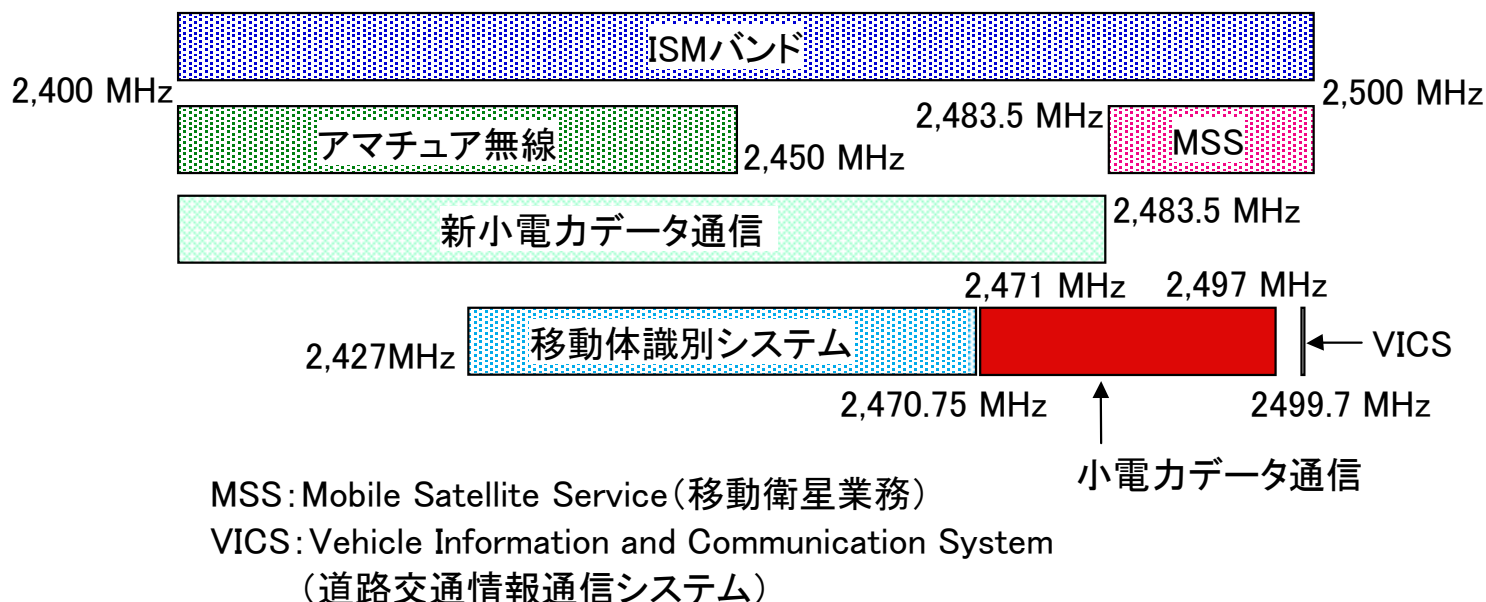 ISMバンド
2,400 MHz
2,500 MHz
アマチュア無線
2,450 MHz
2,483.5 MHz
MSS
新小電力データ通信
2,483.5 MHz
2,471 MHz
2,497 MHz
2,427MHz
移動体識別システム
VICS
2,470.75 MHz
2499.7 MHz
小電力データ通信
MSS:Mobile Satellite Service(移動衛星業務)
VICS:Vehicle Information and Communication System
(道路交通情報通信システム)